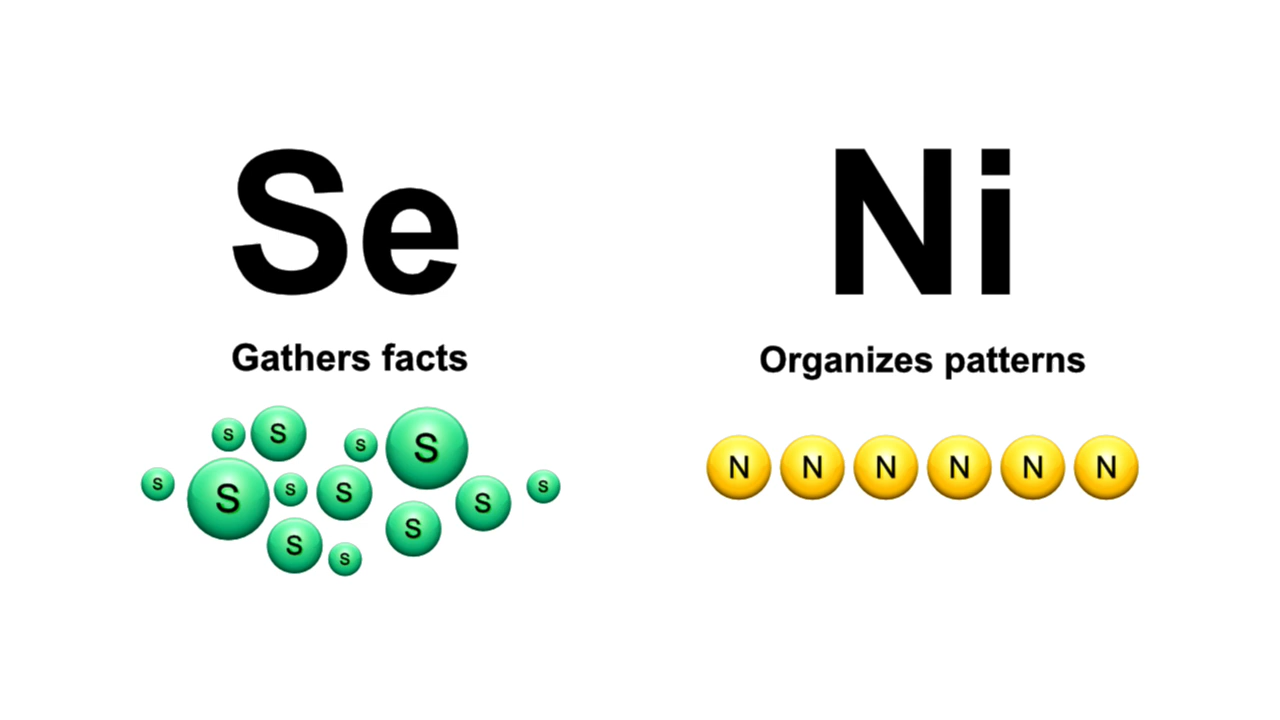 Se
Gathers facts
S S S S
S S S S S S S
S S S
Ni
Organizes patterns
N N N N N N